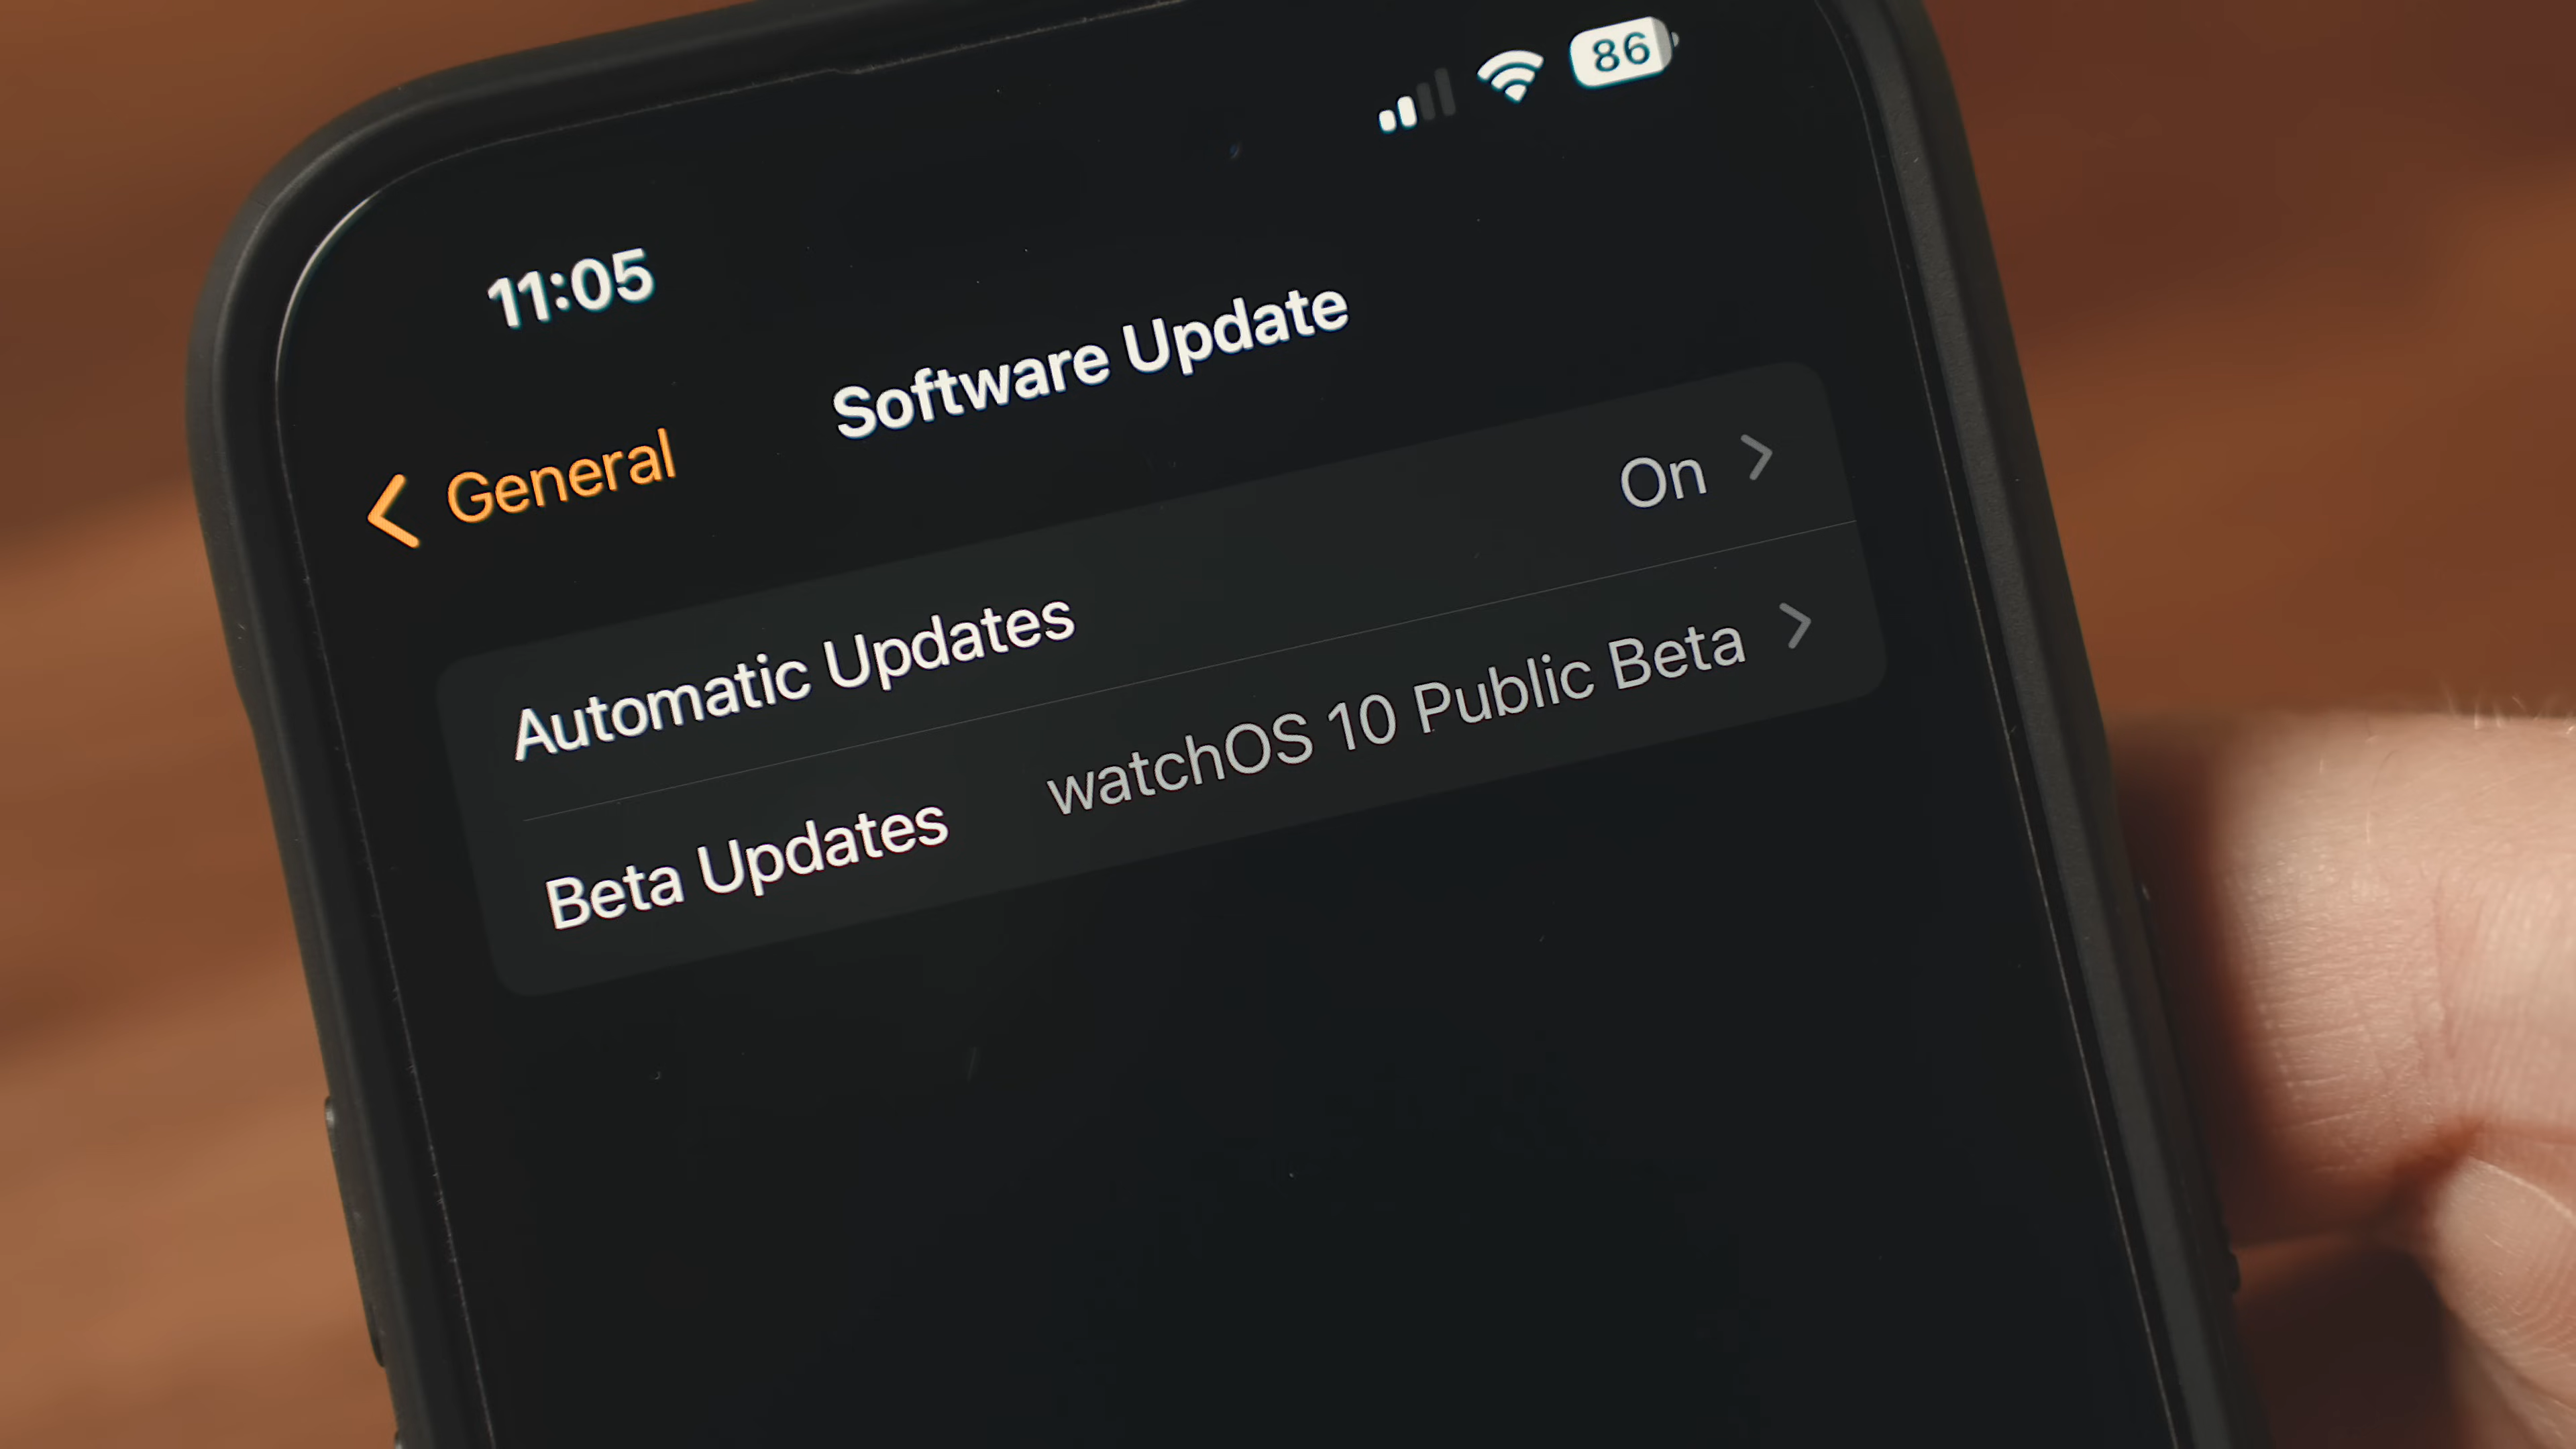 11:05
86
General
Software Update
Automatic Updates On
Beta Updates watchOS 10 Public Beta